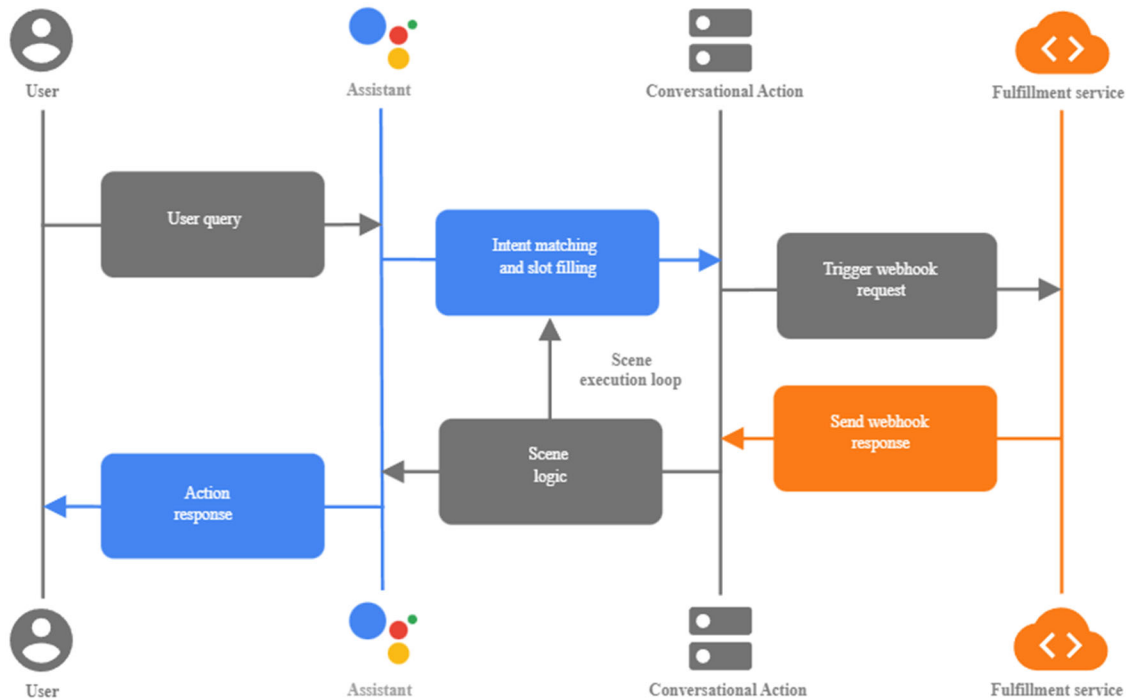 User
Assistant
Conversational Action
Fulfillment service
User query
Intent matching
and slot filling
Trigger webhook
request
Scene
execution loop
Send webhook
response
Scene
logic
Action
response
User
Assistant
Conversational Action
Fulfillment service